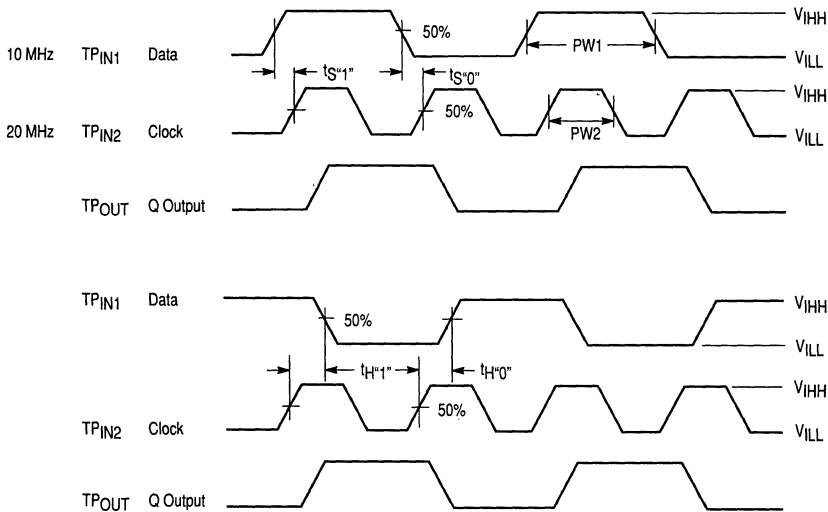 VIHH
10 MHz TPIN1 Data 50% PW1 VILL
tS"1" tS"0" VIHH
20 MHz TPIN2 Clock 50% PW2 VILL
TPOUT Q Output
TPIN1 Data 50% VIHH
VILL
tH"1" tH"0" VIHH
TPIN2 Clock 50% VILL
TPOUT Q Output